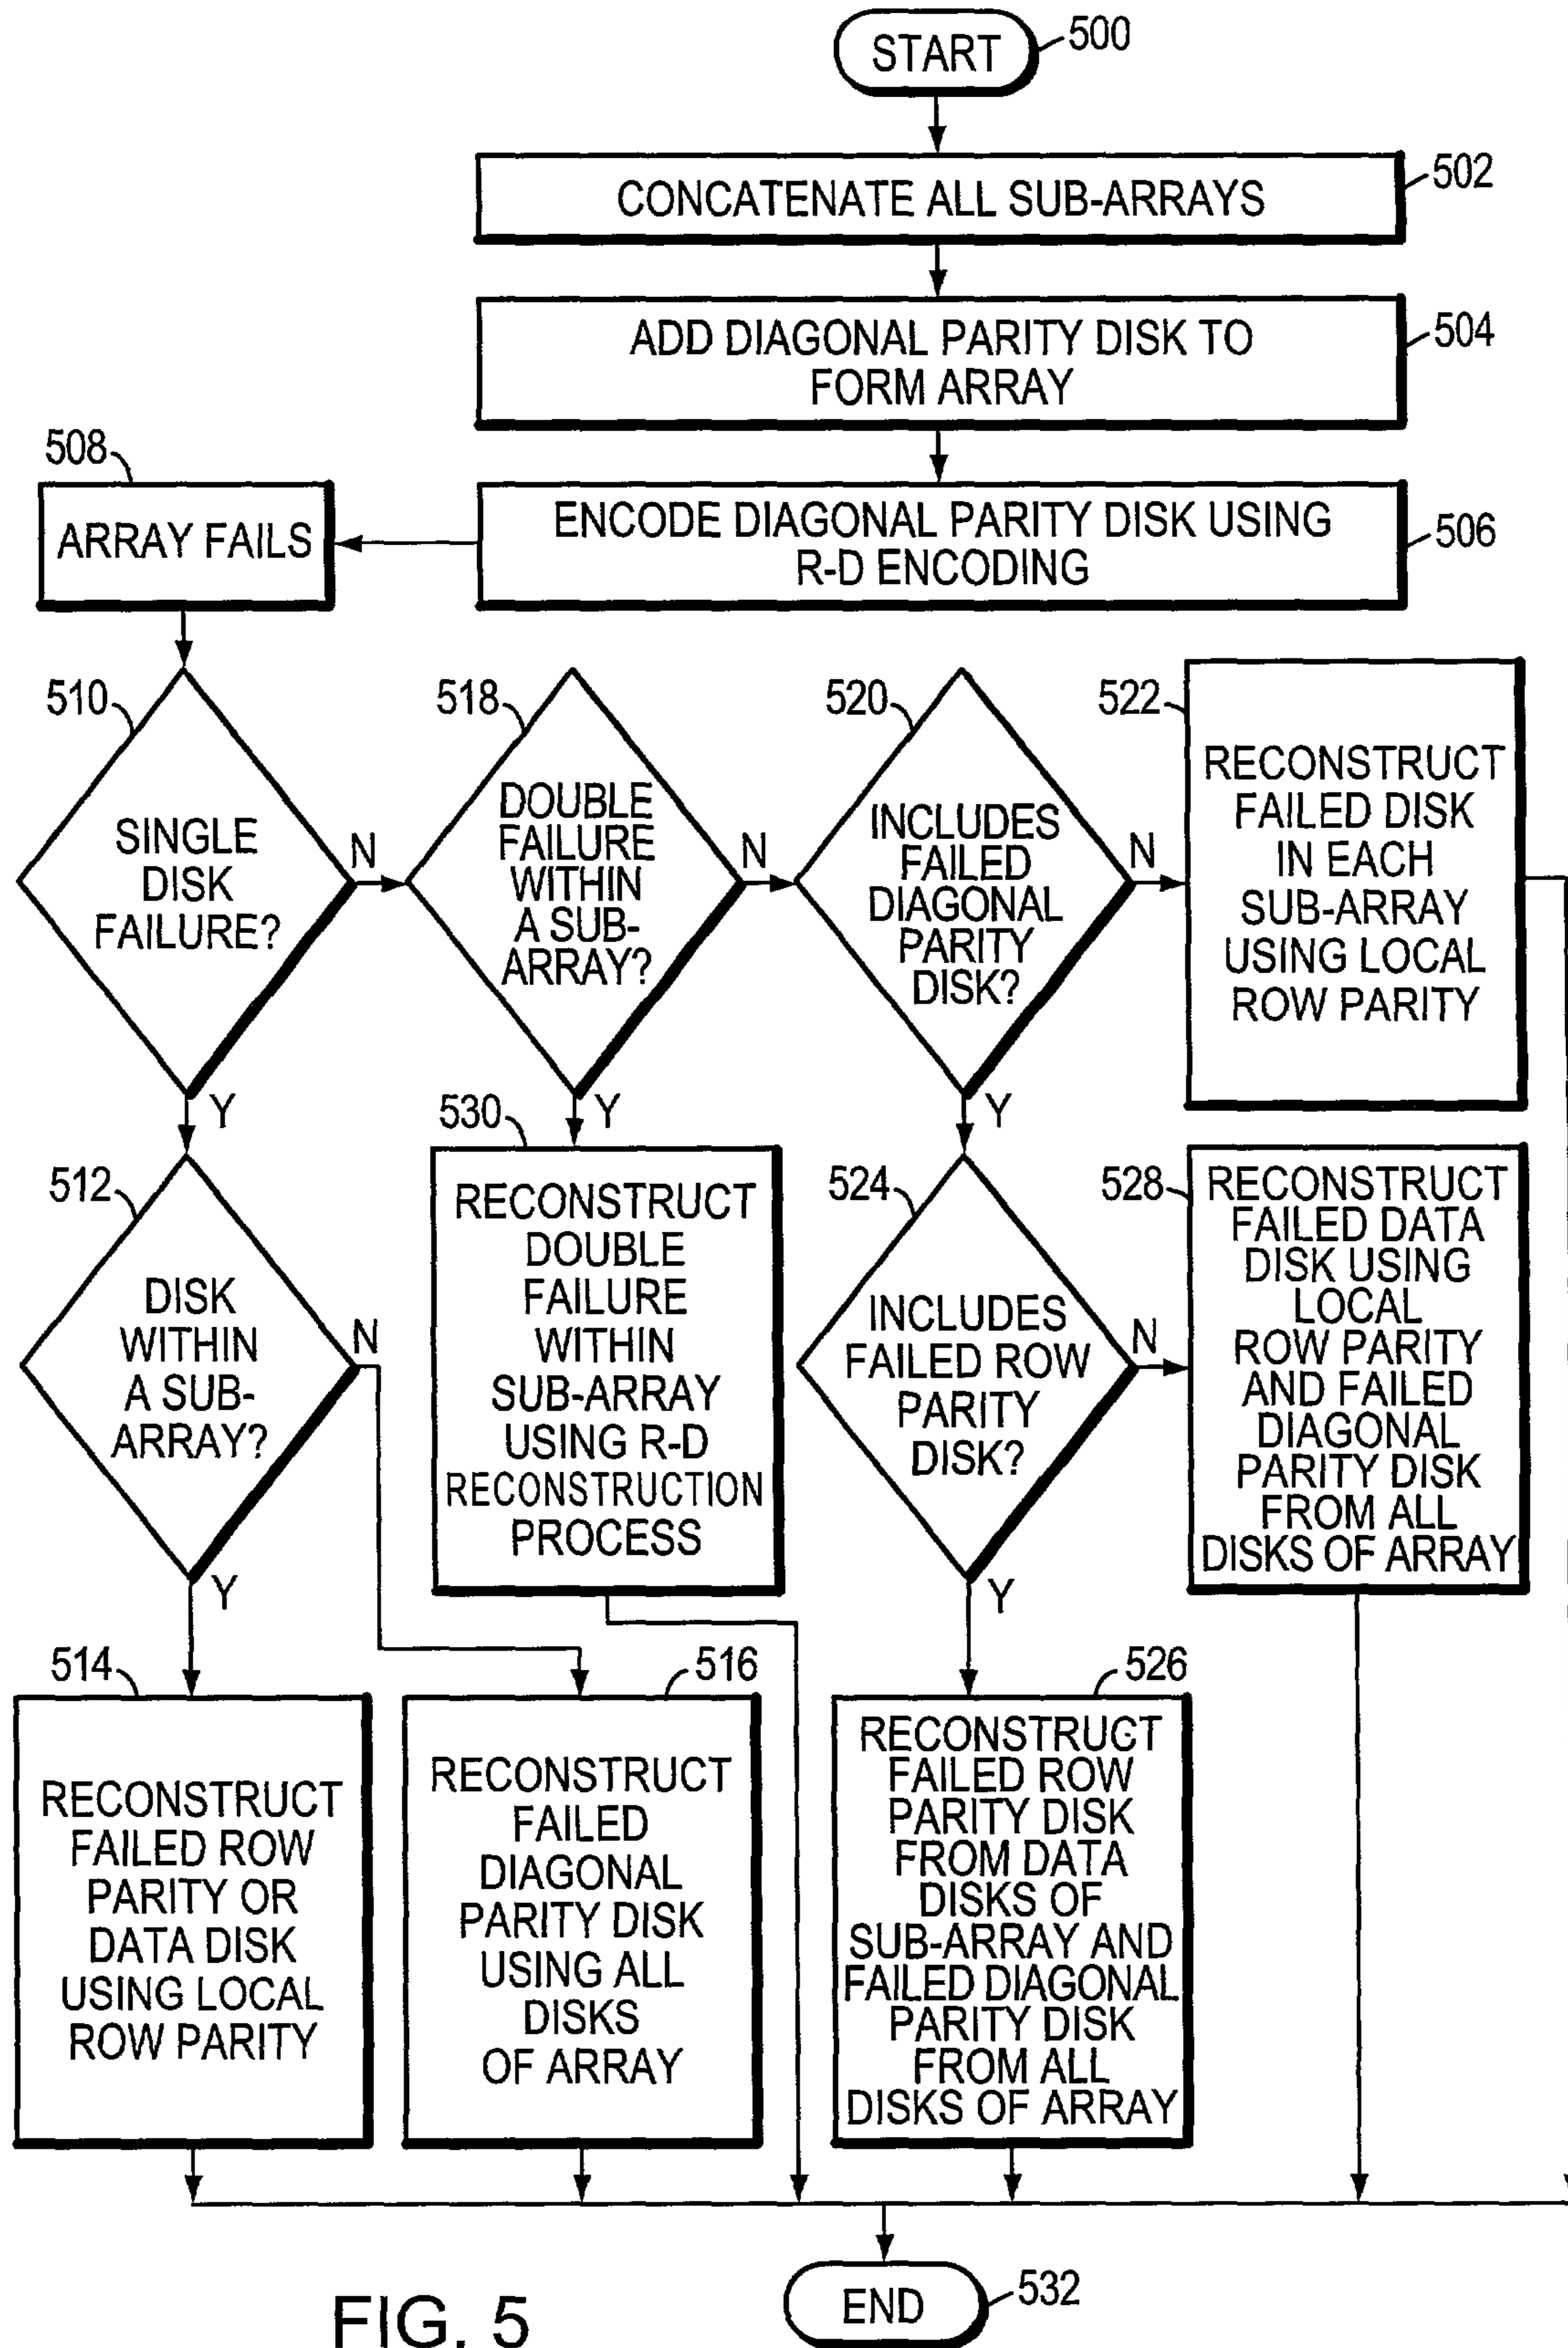 START
500
CONCATENATE ALL SUB-ARRAYS
502
ADD DIAGONAL PARITY DISK TO
FORM ARRAY
504
ENCODE DIAGONAL PARITY DISK USING
R-D ENCODING
506
508
ARRAY FAILS
510
SINGLE
DISK
FAILURE?
N
Y
518
DOUBLE
FAILURE
WITHIN
A SUB-
ARRAY?
N
Y
520
INCLUDES
FAILED
DIAGONAL
PARITY
DISK?
N
Y
522
RECONSTRUCT
FAILED DISK
IN EACH
SUB-ARRAY
USING LOCAL
ROW PARITY
512
DISK
WITHIN
A SUB-
ARRAY?
N
Y
530
RECONSTRUCT
DOUBLE
FAILURE
WITHIN
SUB-ARRAY
USING R-D
RECONSTRUCTION
PROCESS
524
INCLUDES
FAILED ROW
PARITY
DISK?
N
Y
528
RECONSTRUCT
FAILED DATA
DISK USING
LOCAL
ROW PARITY
AND FAILED
DIAGONAL
PARITY DISK
FROM ALL
DISKS OF ARRAY
514
RECONSTRUCT
FAILED ROW
PARITY OR
DATA DISK
USING LOCAL
ROW PARITY
516
RECONSTRUCT
FAILED
DIAGONAL
PARITY DISK
USING ALL
DISKS
OF ARRAY
526
RECONSTRUCT
FAILED ROW
PARITY DISK
FROM DATA
DISKS OF
SUB-ARRAY AND
FAILED DIAGONAL
PARITY DISK
FROM ALL
DISKS OF ARRAY
END
532
FIG. 5